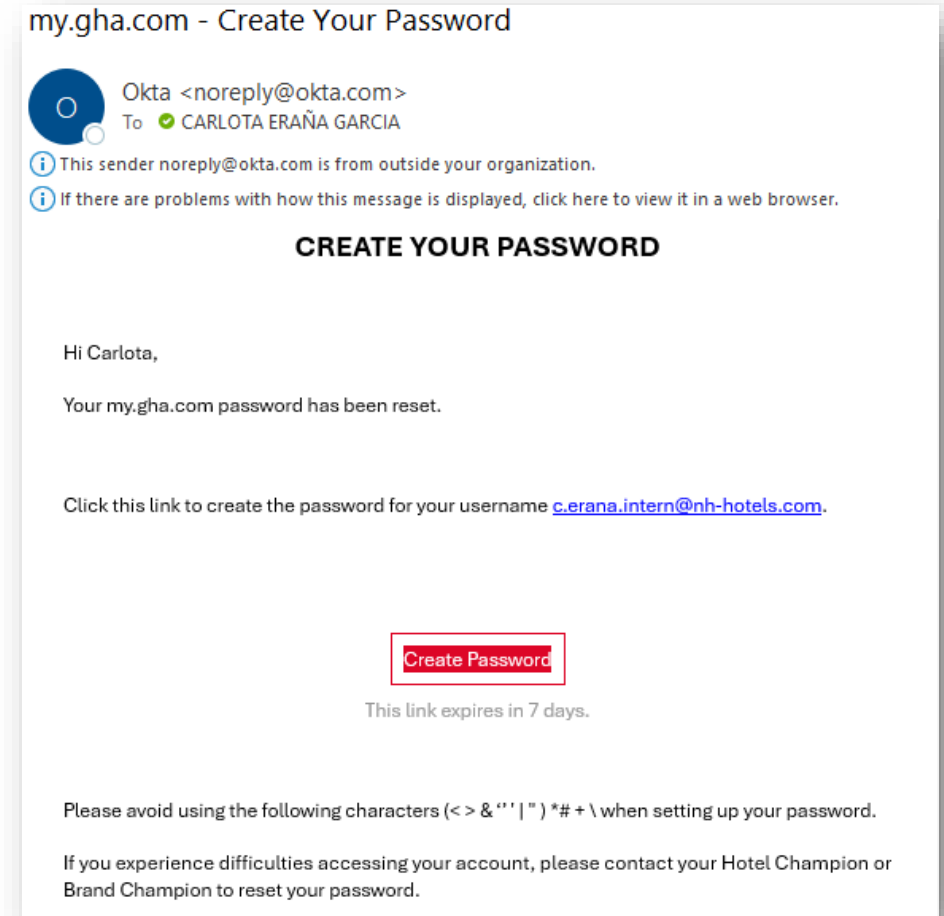 my.gha.com - Create Your Password
O
Okta <noreply@okta.com>
To CARLOTA ERAÑA GARCIA
This sender noreply@okta.com is from outside your organization.
If there are problems with how this message is displayed, click here to view it in a web browser.
CREATE YOUR PASSWORD
Hi Carlota,
Your my.gha.com password has been reset.
Click this link to create the password for your username c.erana.intern@nh-hotels.com.
Create Password
This link expires in 7 days.
Please avoid using the following characters (< > & ‘’ ' ' | " ) *# + \ when setting up your password.
If you experience difficulties accessing your account, please contact your Hotel Champion or
Brand Champion to reset your password.